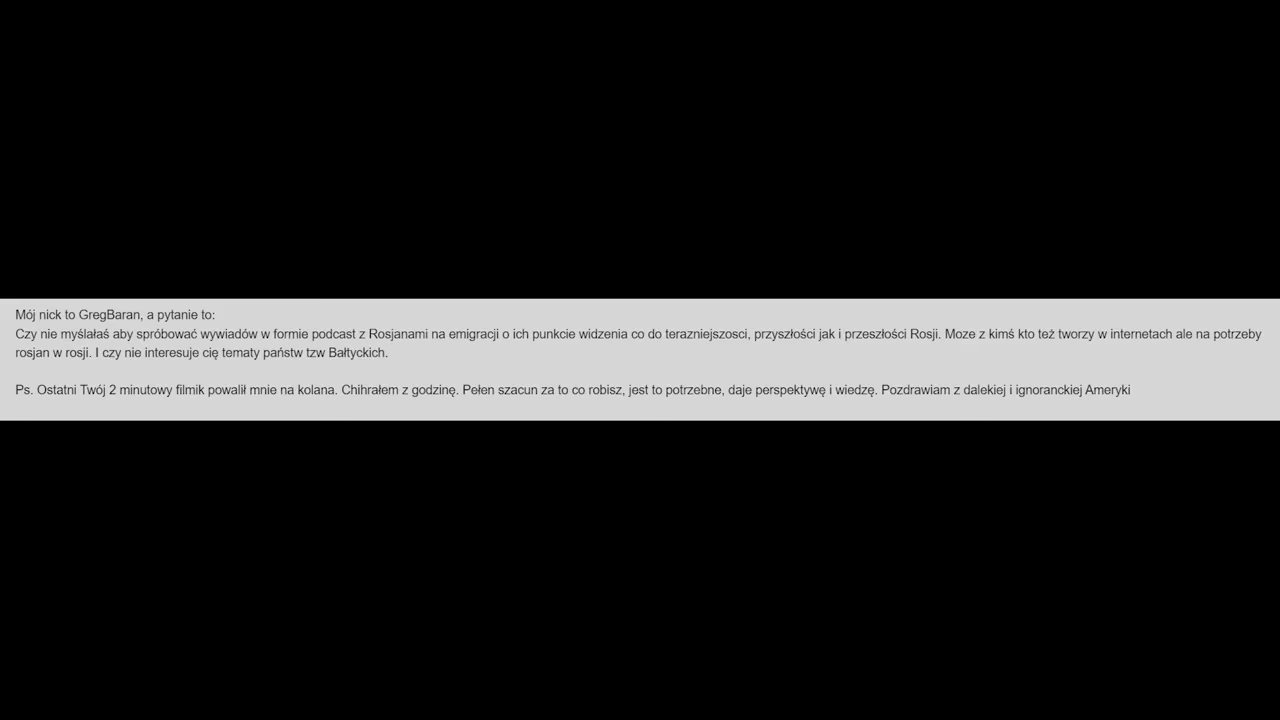 Mój nick to GregBaran, a pytanie to:
Czy nie myślałaś aby spróbować wywiadów w formie podcast z Rosjanami na emigracji o ich punkcie widzenia co do terazniejszosci, przyszłości jak i przeszłości Rosji. Moze z kimś kto też tworzy w internetach ale na potrzeby
rosjan w rosji. I czy nie interesuje cię tematy państw tzw Bałtyckich.
Ps. Ostatni Twój 2 minutowy filmik powalił mnie na kolana. Chihrałem z godzinę. Pełen szacun za to co robisz, jest to potrzebne, daje perspektywę i wiedzę. Pozdrawiam z dalekiej i ignoranckiej Ameryki